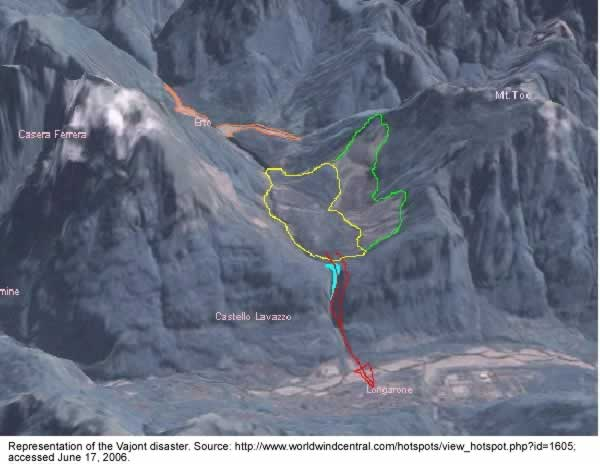 Mt. Toc
Erto
Casera Ferrera
mine
Castello Lavazzo
Longarone
Representation of the Vajont disaster. Source: http://www.worldwindcentral.com/hotspots/view_hotspot.php?id=1605;
accessed June 17, 2006.